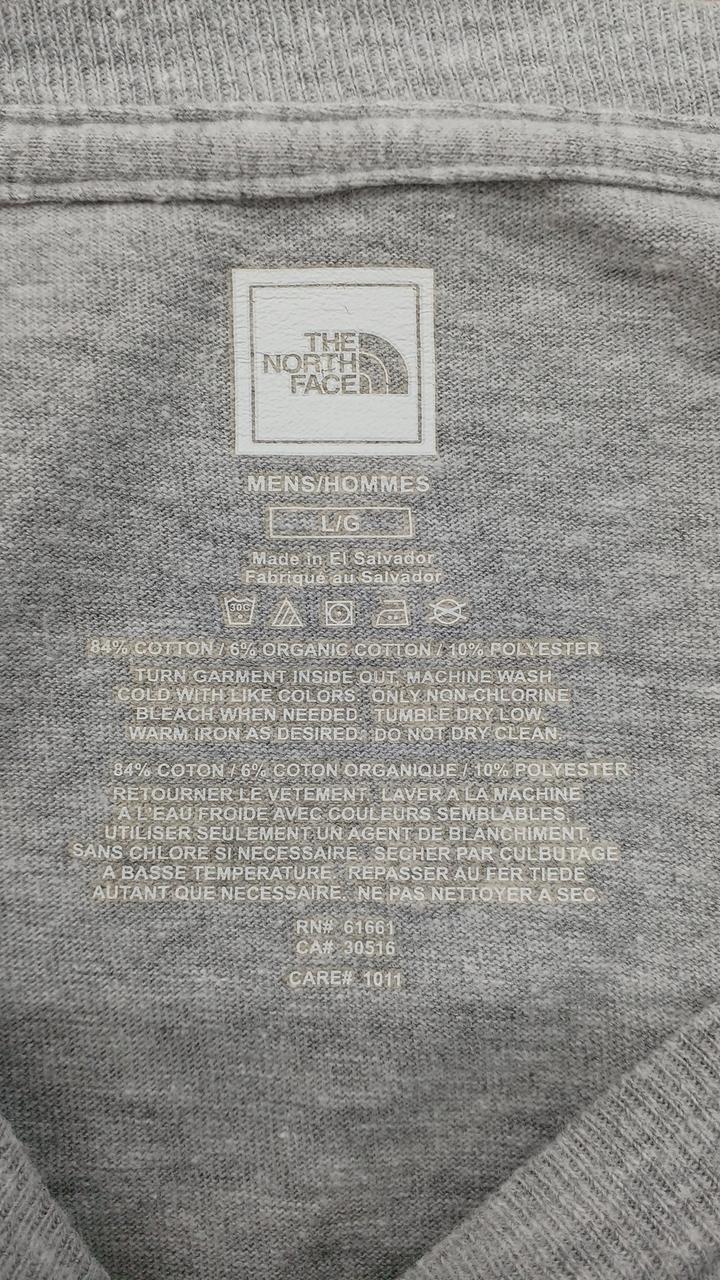 THE
NORTH
FACE
MENS/HOMMES
L/G
Made in El Salvador
Fabriqué au Salvador
30C
84% COTTON / 6% ORGANIC COTTON / 10% POLYESTER
TURN GARMENT INSIDE OUT, MACHINE WASH
COLD WITH LIKE COLORS. ONLY NON-CHLORINE
BLEACH WHEN NEEDED. TUMBLE DRY LOW.
WARM IRON AS DESIRED. DO NOT DRY CLEAN.
84% COTON / 6% COTON ORGANIQUE / 10% POLYESTER
RETOURNER LE VETEMENT, LAVER A LA MACHINE
A L'EAU FROIDE AVEC COULEURS SEMBLABLES,
UTILISER SEULEMENT UN AGENT DE BLANCHIMENT,
SANS CHLORE SI NECESSAIRE. SECHER PAR CULBUTAGE
A BASSE TEMPERATURE. REPASSER AU FER TIEDE
AUTANT QUE NECESSAIRE. NE PAS NETTOYER A SEC.
RN# 61661
CA# 30516
CARE# 1011